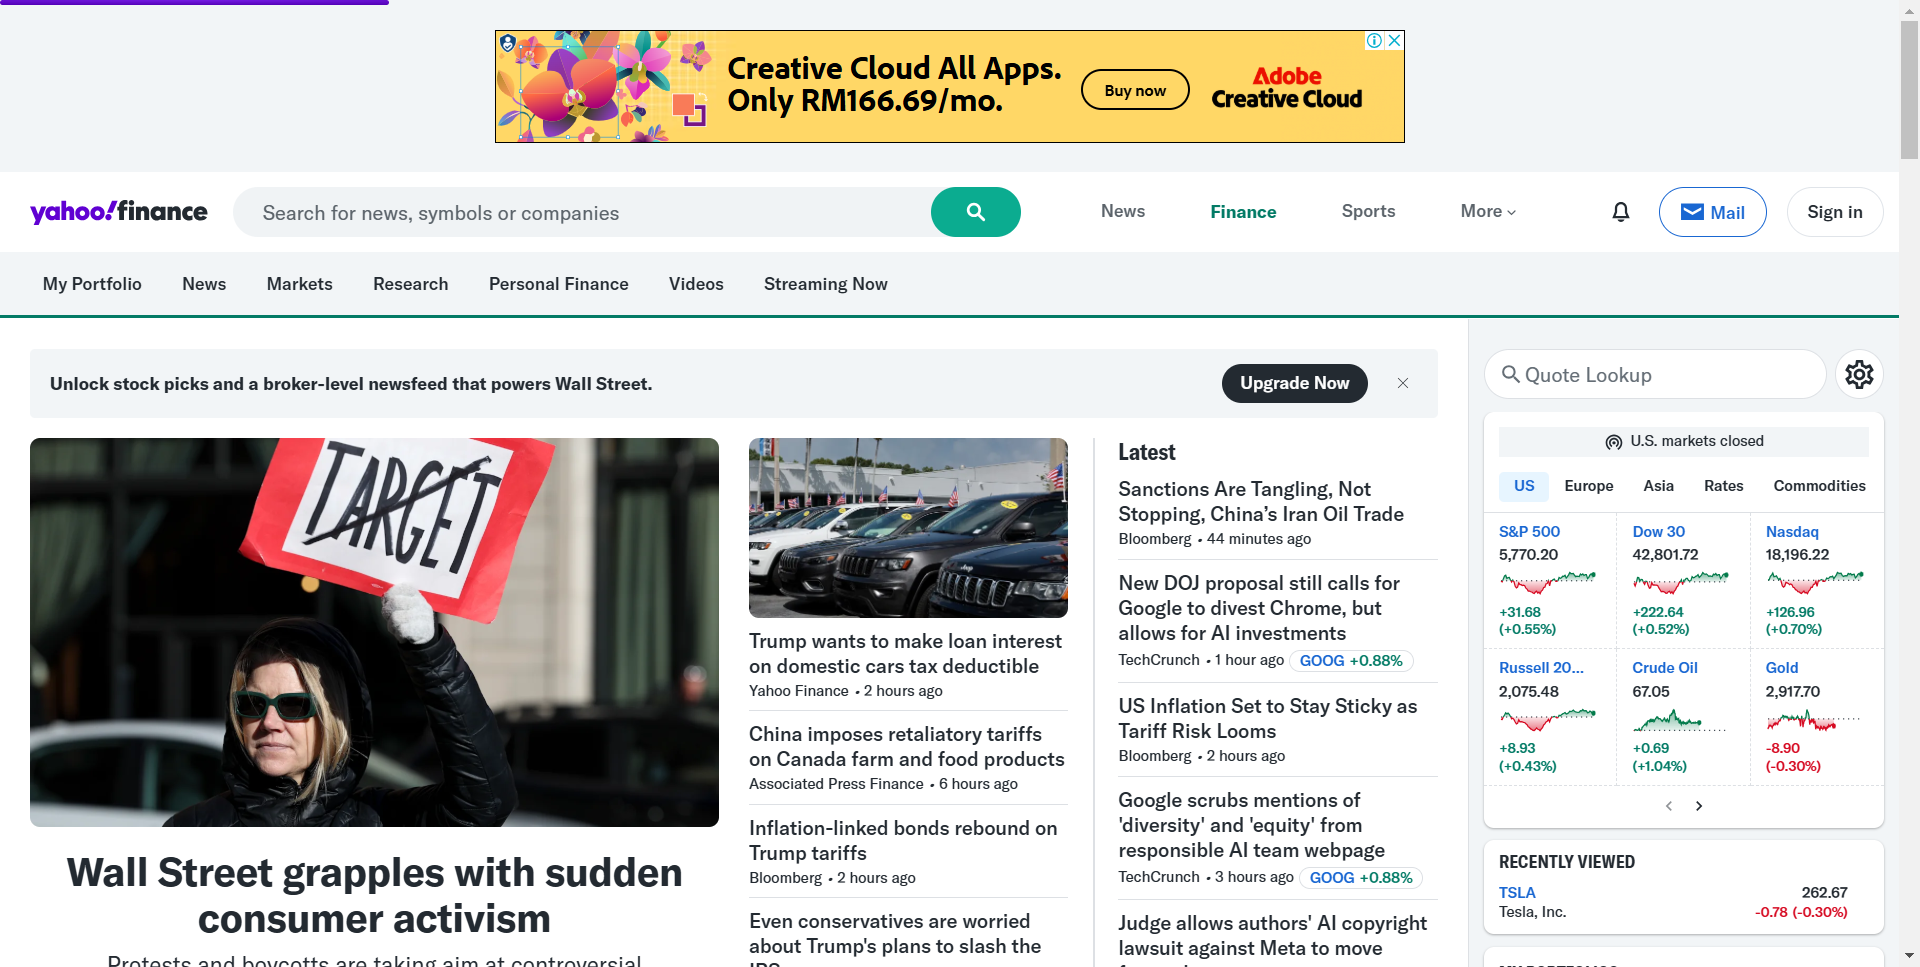 Creative Cloud All Apps.
Only RM166.69/mo.
Buy now
Adobe
Creative Cloud
yahoo!finance
Search for news, symbols or companies
News
Finance
Sports
More
Mail
Sign in
My Portfolio
News
Markets
Research
Personal Finance
Videos
Streaming Now
Unlock stock picks and a broker-level newsfeed that powers Wall Street.
Upgrade Now
TARGET
Wall Street grapples with sudden
consumer activism
Protests and boycotts are taking aim at controversial
Jeep
Trump wants to make loan interest
on domestic cars tax deductible
Yahoo Finance • 2 hours ago
China imposes retaliatory tariffs
on Canada farm and food products
Associated Press Finance • 6 hours ago
Inflation-linked bonds rebound on
Trump tariffs
Bloomberg • 2 hours ago
Even conservatives are worried
about Trump's plans to slash the
IRS
Latest
Sanctions Are Tangling, Not
Stopping, China’s Iran Oil Trade
Bloomberg • 44 minutes ago
New DOJ proposal still calls for
Google to divest Chrome, but
allows for AI investments
TechCrunch • 1 hour ago GOOG +0.88%
US Inflation Set to Stay Sticky as
Tariff Risk Looms
Bloomberg • 2 hours ago
Google scrubs mentions of
'diversity' and 'equity' from
responsible AI team webpage
TechCrunch • 3 hours ago GOOG +0.88%
Judge allows authors' AI copyright
lawsuit against Meta to move
Quote Lookup
U.S. markets closed
US
Europe
Asia
Rates
Commodities
S&P 500
5,770.20
+31.68
(+0.55%)
Dow 30
42,801.72
+222.64
(+0.52%)
Nasdaq
18,196.22
+126.96
(+0.70%)
Russell 20...
2,075.48
+8.93
(+0.43%)
Crude Oil
67.05
+0.69
(+1.04%)
Gold
2,917.70
-8.90
(-0.30%)
RECENTLY VIEWED
TSLA 262.67
Tesla, Inc. -0.78 (-0.30%)